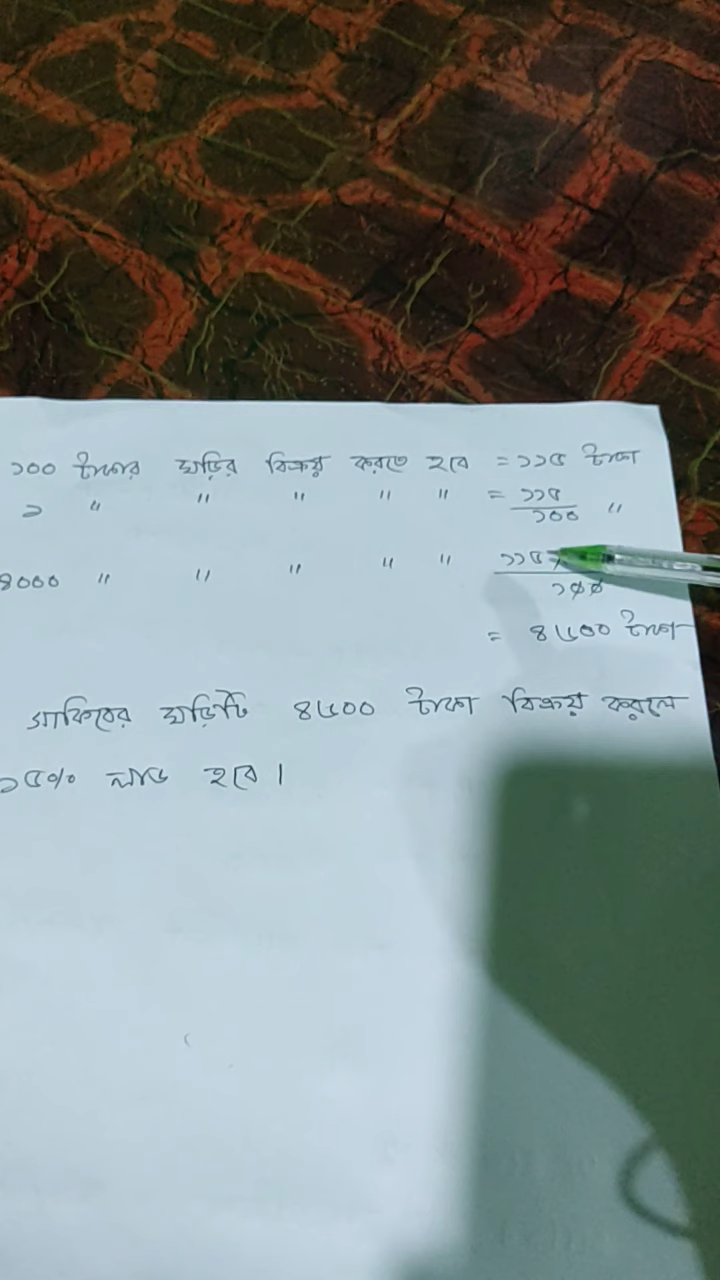 ১০০ টাকার ঘড়ির বিক্রয় করতে হবে = ১১৫ টাকা
১ " " " " " = ১১৫/১০০ "
৪০০০ " " " " " ১১৫/১০০
= ৪৬০০ টাকা
সাকিবের ঘড়িটি ৪৬০০ টাকা বিক্রয় করলে
১৫% লাভ হবে।